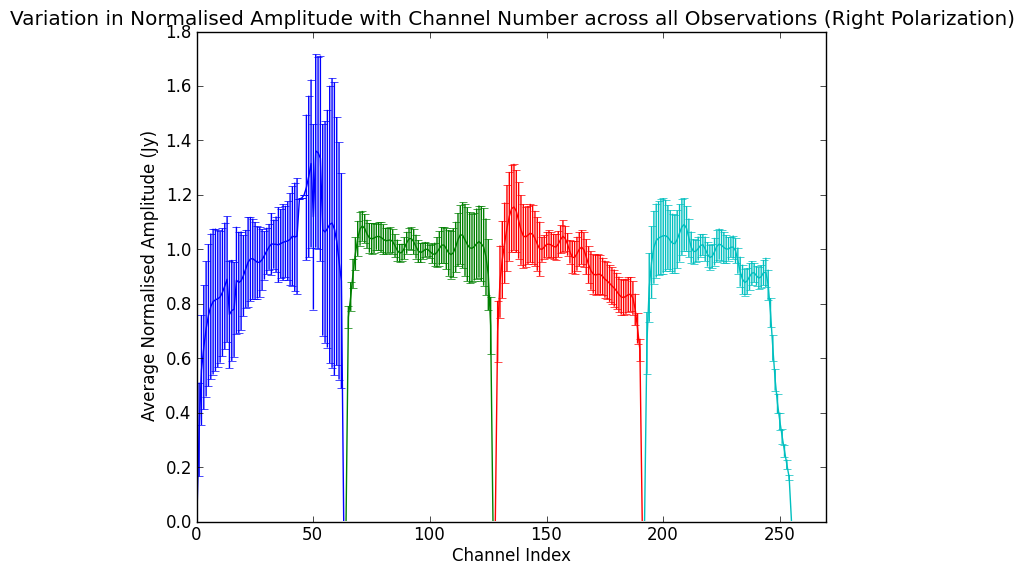 Variation in Normalised Amplitude with Channel Number across all Observations (Right Polarization)
1.8
1.6
1.4
1.2
1.0
0.8
0.6
0.4
0.2
0.0
Average Normalised Amplitude (Jy)
0 50 100 150 200 250
Channel Index